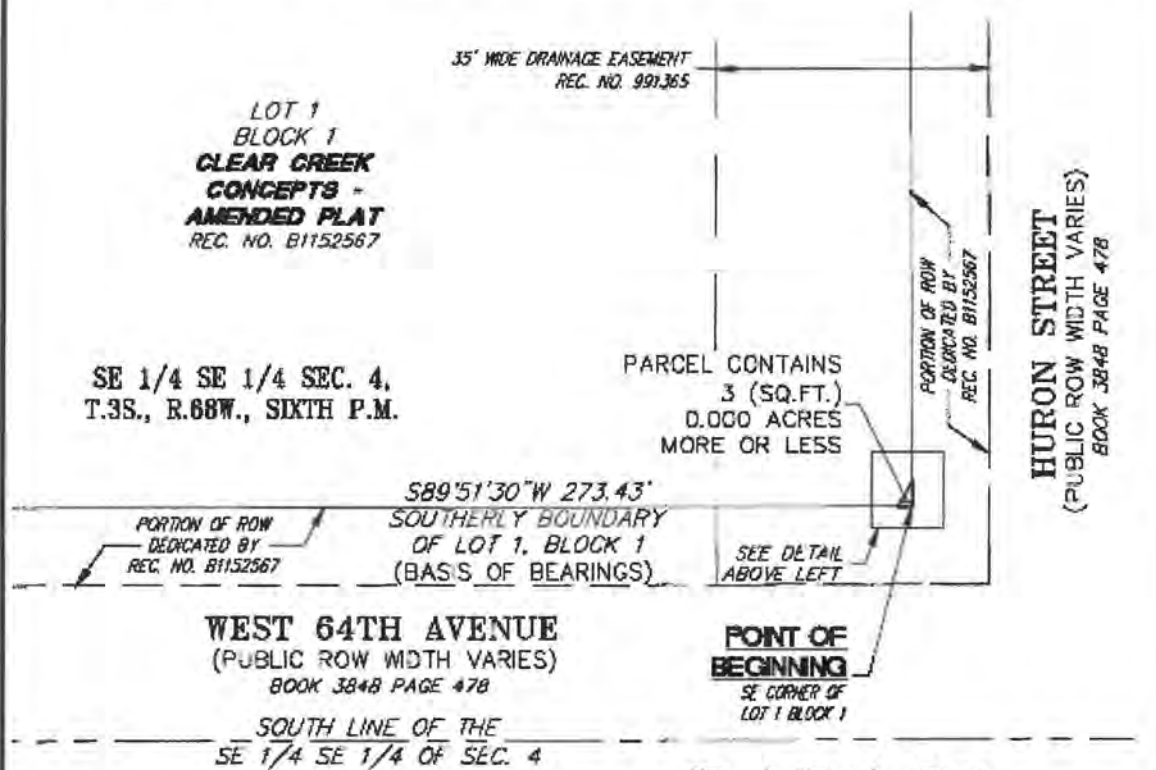 35' WIDE DRAINAGE EASEMENT
REC. NO. 991365
LOT 1
BLOCK 1
CLEAR CREEK
CONCEPTS -
AMENDED PLAT
REC. NO. B1152567
PORTION OF ROW
DEDICATED BY
REC. NO. B1152567
HURON STREET
(PUBLIC ROW WIDTH VARIES)
BOOK 3848 PAGE 478
SE 1/4 SE 1/4 SEC. 4,
T.3S., R.68W., SIXTH P.M.
PARCEL CONTAINS
3 (SQ.FT.)
0.000 ACRES
MORE OR LESS
S89°51'30"W 273.43'
SOUTHERLY BOUNDARY
OF LOT 1, BLOCK 1
(BASIS OF BEARINGS)
PORTION OF ROW
DEDICATED BY
REC. NO. B1152567
SEE DETAIL
ABOVE LEFT
WEST 64TH AVENUE
(PUBLIC ROW WIDTH VARIES)
BOOK 3848 PAGE 478
POINT OF
BEGINNING
SE CORNER OF
LOT 1 BLOCK 1
SOUTH LINE OF THE
SE 1/4 SE 1/4 OF SEC. 4